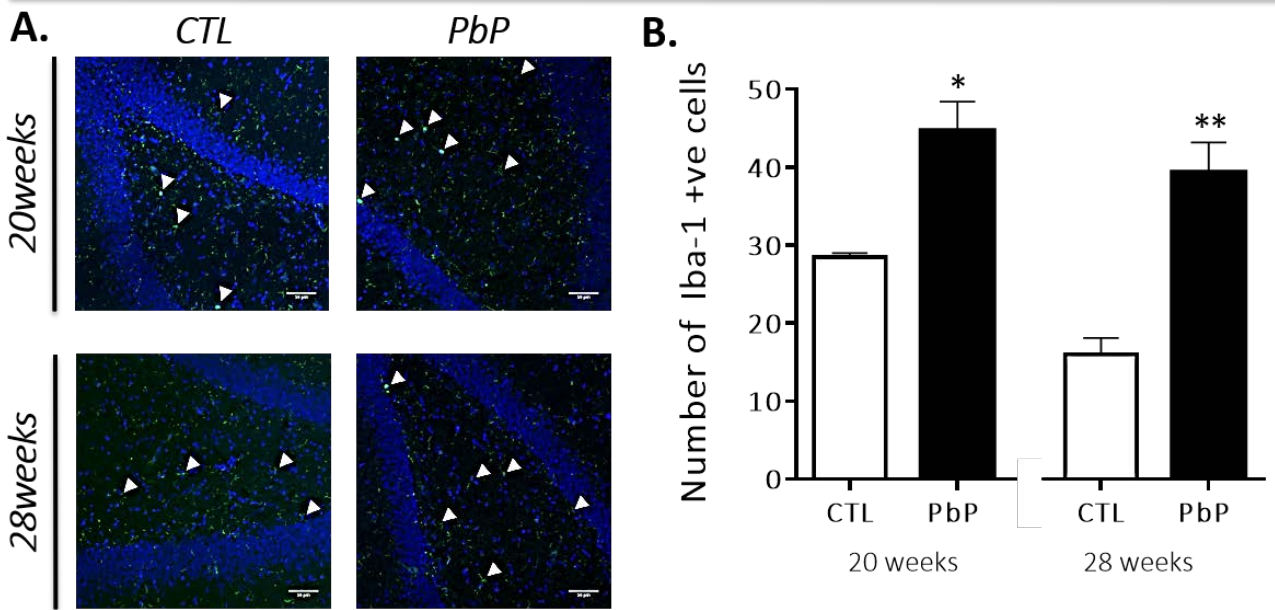 A.
CTL
PbP
20weeks
28weeks
B.
Number of Iba-1 +ve cells
50
40
30
20
10
0
*
**
CTL
PbP
CTL
PbP
20 weeks
28 weeks